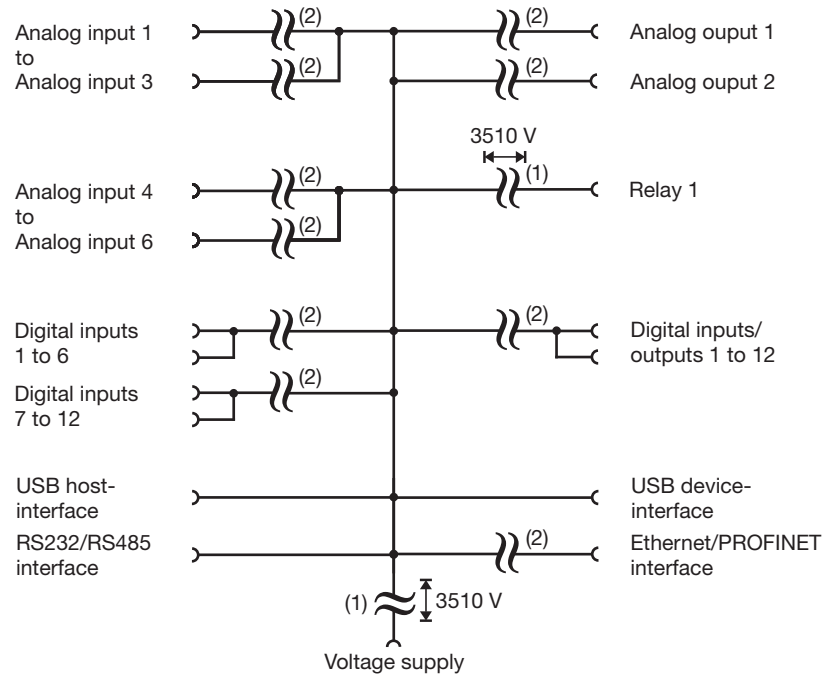 Analog input 1
to
Analog input 3
(2)
(2)
(2)
Analog ouput 1
(2)
Analog ouput 2
Analog input 4
to
Analog input 6
(2)
(2)
3510 V
(1)
Relay 1
Digital inputs
1 to 6
(2)
Digital inputs
7 to 12
(2)
(2)
Digital inputs/
outputs 1 to 12
USB host-
interface
USB device-
interface
RS232/RS485
interface
(2)
Ethernet/PROFINET
interface
(1)
3510 V
Voltage supply